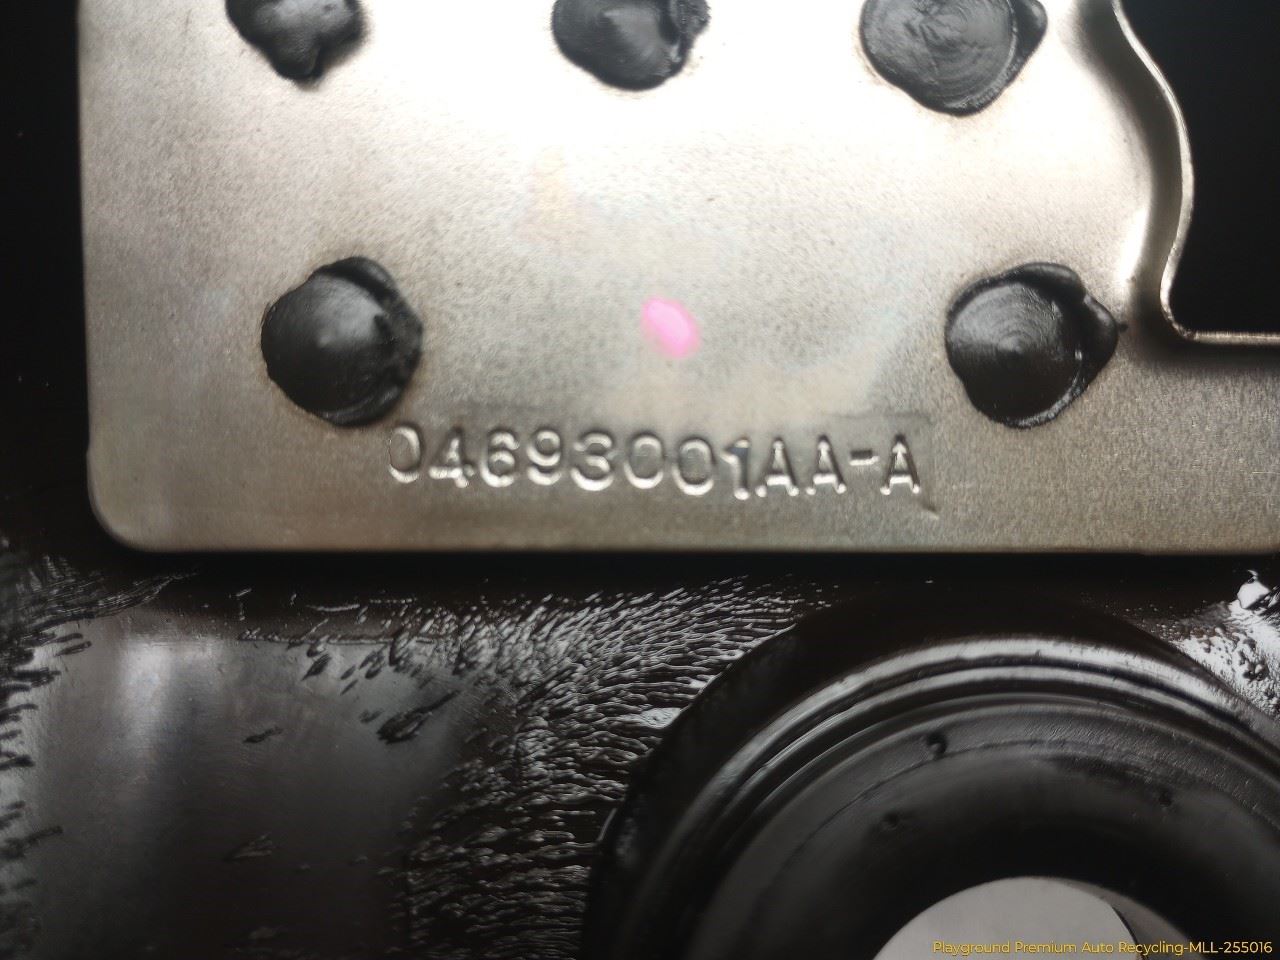 04693001AA-A
Playground Premium Auto Recycling-MLL-255016